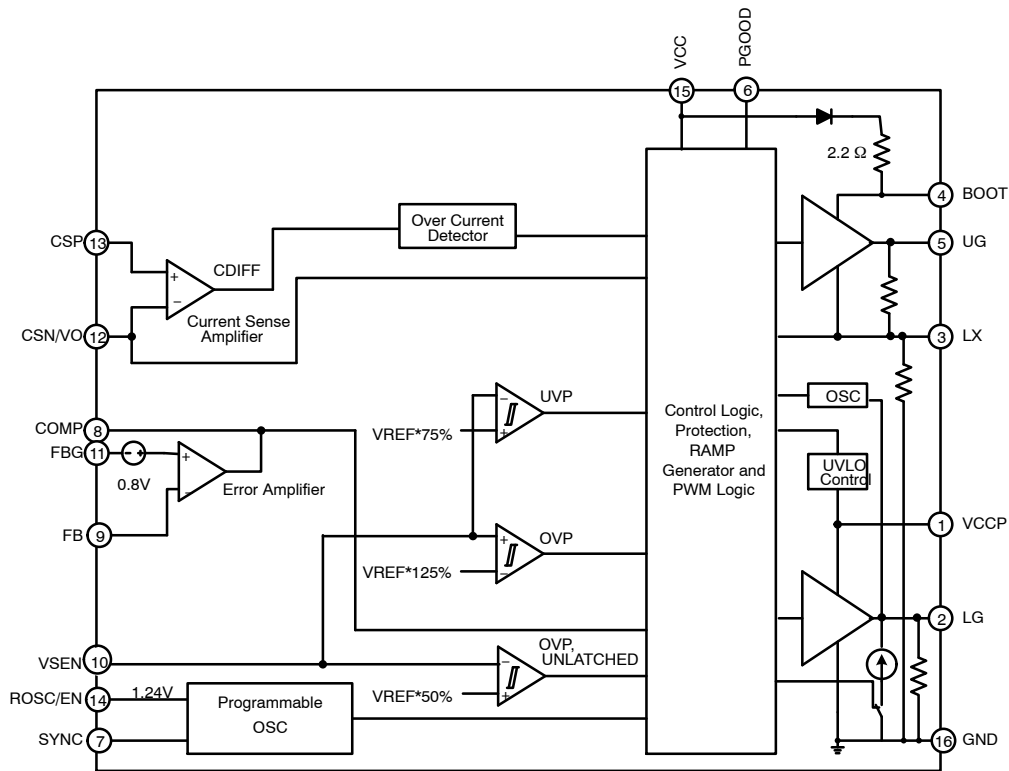 VCC
PGOOD
15
6
2.2 Ω
4
BOOT
Over Current
Detector
CSP
13
5
UG
+
CDIFF
−
Current Sense
Amplifier
CSN/VO
12
3
LX
−
UVP
OSC
COMP
8
VREF*75%
+
Control Logic,
Protection,
RAMP
Generator and
PWM Logic
FBG
11
− +
+
0.8V
−
Error Amplifier
UVLO
Control
FB
9
1
VCCP
+
OVP
VREF*125%
−
2
LG
OVP,
UNLATCHED
VSEN
10
−
VREF*50%
+
ROSC/EN
14
1.24V
Programmable
OSC
SYNC
7
16
GND